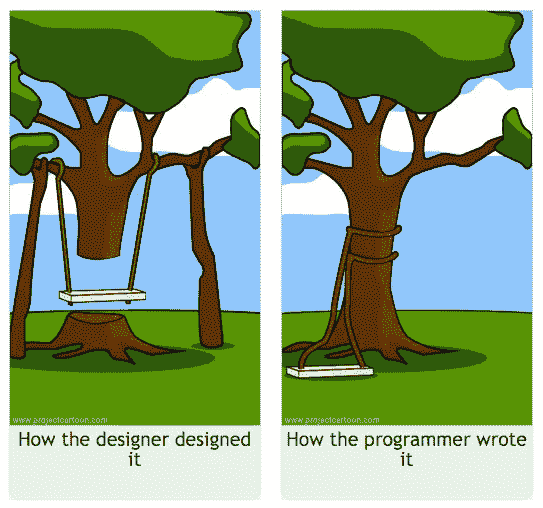 www.projectcartoon.com
How the designer designed
it
www.projectcartoon.com
How the programmer wrote
it